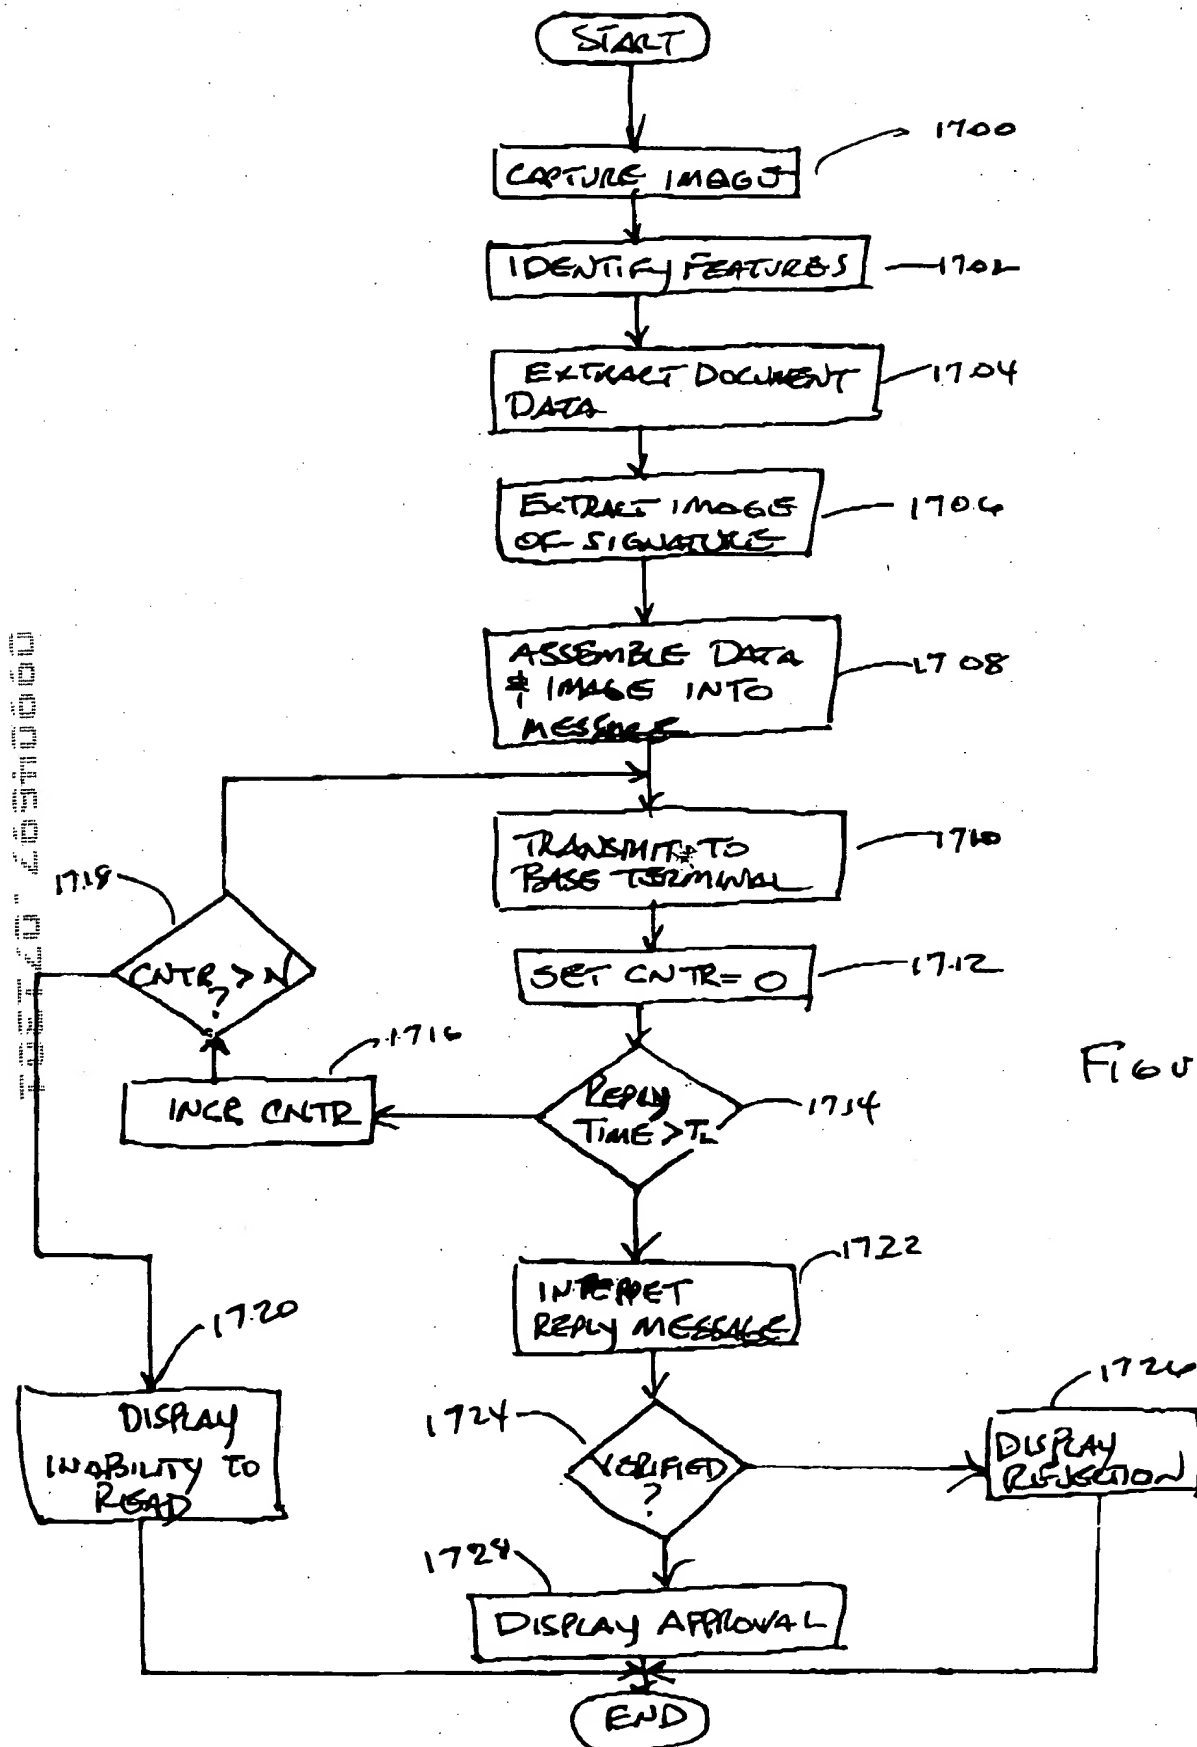 START
1700
CAPTURE IMAGE
IDENTIFY FEATURES
1702
EXTRACT DOCUMENT
DATA
1704
EXTRACT IMAGE
OF SIGNATURE
1706
ASSEMBLE DATA
& IMAGE INTO
MESSAGE
1708
TRANSMIT TO
BASE TERMINAL
1710
1718
CNTR > N
?
SET CNTR = 0
1712
1716
INCR CNTR
REPLY
TIME > TL
1714
INTERPRET
REPLY MESSAGE
1722
1720
DISPLAY
INABILITY TO
READ
1724
VERIFIED
?
1726
DISPLAY
REJECTION
1728
DISPLAY APPROVAL
END